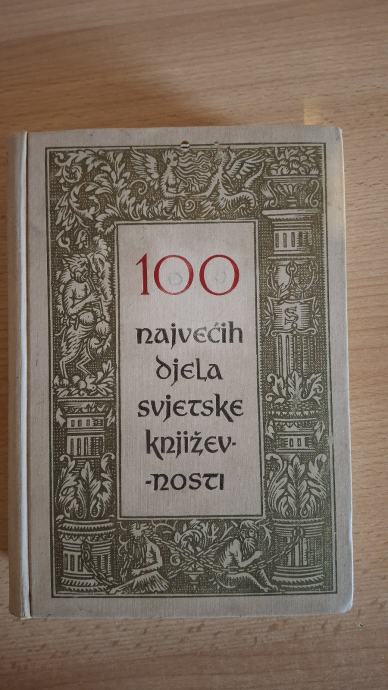 100
najvećih
djela
svjetske
književ-
-nosti